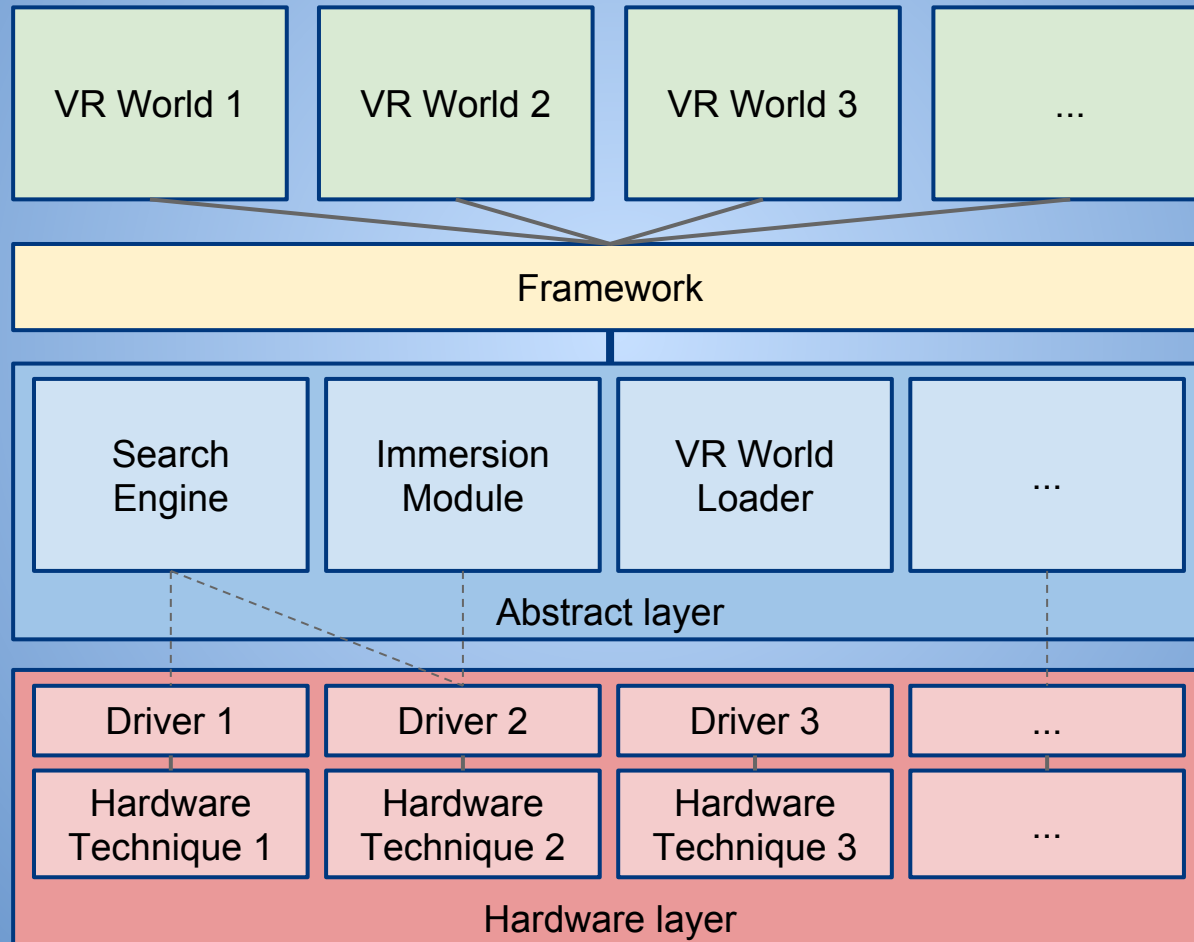 VR World 1
VR World 2
VR World 3
...
Framework
Search
Engine
Immersion
Module
VR World
Loader
...
Abstract layer
Driver 1
Driver 2
Driver 3
...
Hardware
Technique 1
Hardware
Technique 2
Hardware
Technique 3
...
Hardware layer